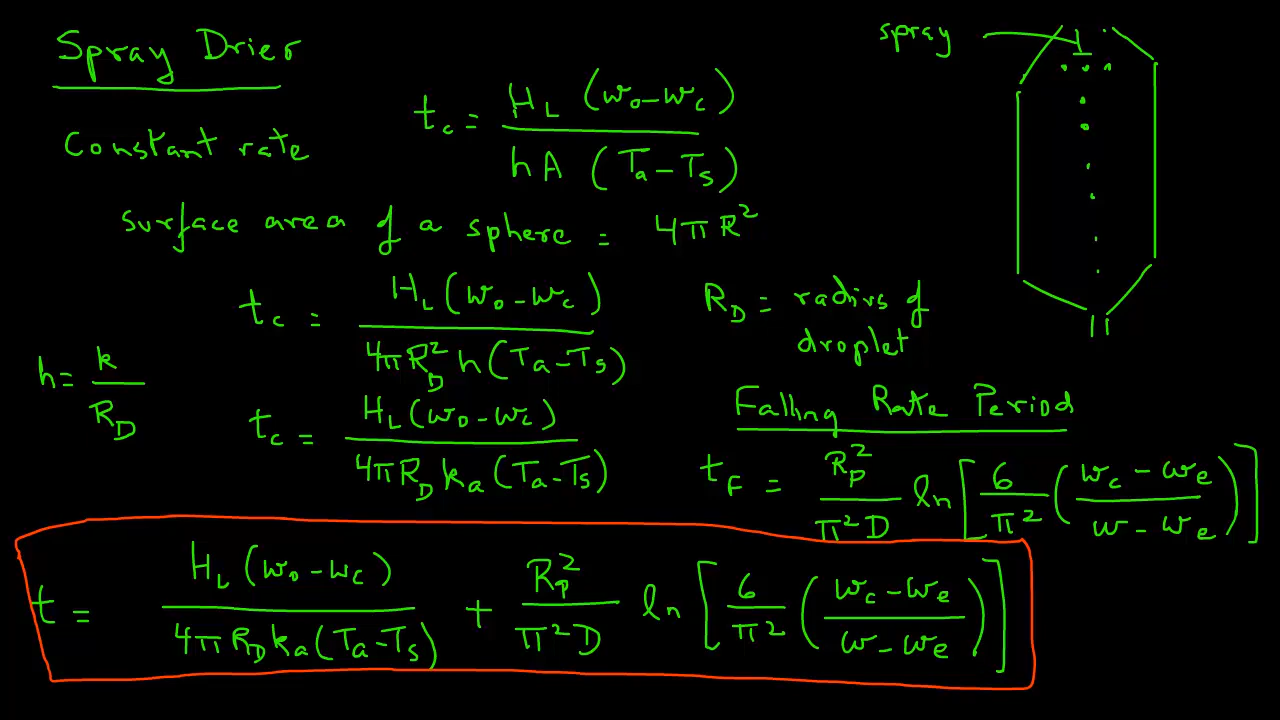 Spray Drier
spray
Constant rate
t_c = H_L (w_o - w_c) / hA (T_a - T_s)
Surface area of a sphere = 4πR²
t_c = H_L (w_o - w_c) / 4πR_D² h (T_a - T_s)
R_D = radius of
droplet
h = k / R_D
t_c = H_L (w_o - w_c) / 4πR_D k_a (T_a - T_s)
Falling Rate Period
t_F = R_p² / π²D ln [6/π² ((w_c - w_e) / (w - w_e))]
t = H_L (w_o - w_c) / 4πR_D k_a (T_a - T_s) + R_p² / π²D ln [6/π² ((w_c - w_e) / (w - w_e))]